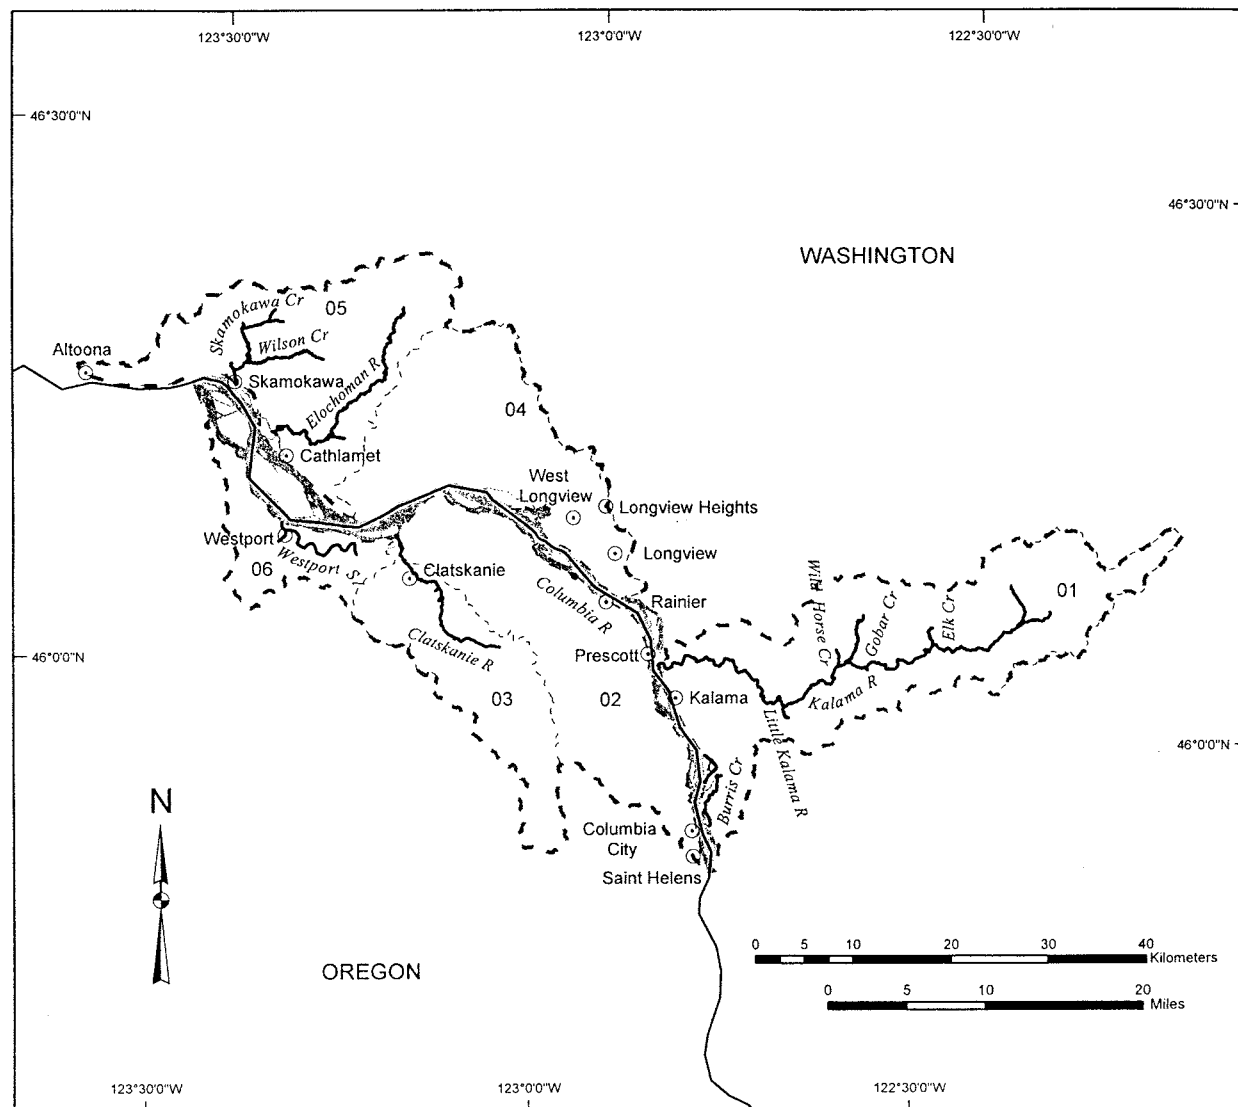 123°30'0"W
123°0'0"W
122°30'0"W
46°30'0"N
46°30'0"N
WASHINGTON
Skamokawa Cr
05
Wilson Cr
Altoona
Skamokawa
Elochoman R
04
Cathlamet
West
Longview
Longview Heights
Westport
Longview
Westport Sl
06
Clatskanie
Columbia R
Rainier
Wild Horse Cr
Gobar Cr
Elk Cr
01
Clatskanie R
46°0'0"N
Prescott
03
02
Kalama
Kalama R
Little Kalama R
46°0'0"N
Burris Cr
N
Columbia
City
Saint Helens
OREGON
0 5 10 20 30 40
Kilometers
0 5 10 20
Miles
123°30'0"W
123°0'0"W
122°30'0"W